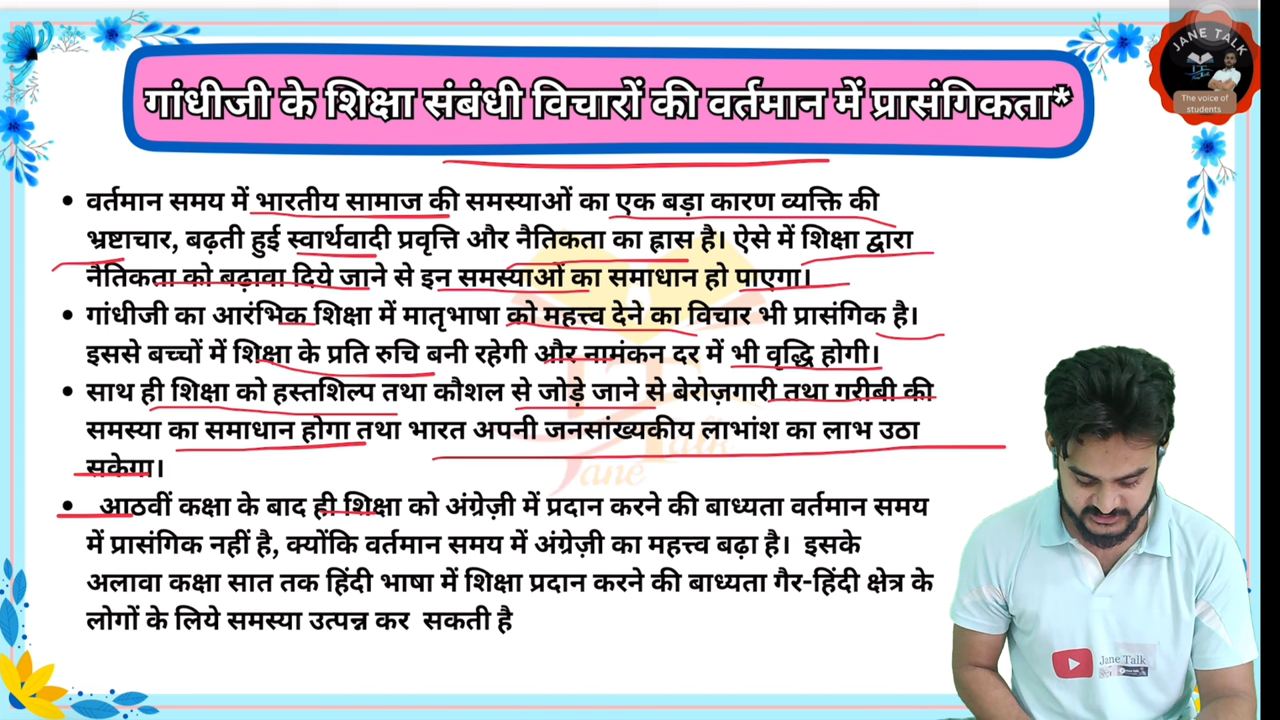 JANE TALK
The voice of
students
गांधीजी के शिक्षा संबंधी विचारों की वर्तमान में प्रासंगिकता*
• वर्तमान समय में भारतीय सामाज की समस्याओं का एक बड़ा कारण व्यक्ति की
भ्रष्टाचार, बढ़ती हुई स्वार्थवादी प्रवृत्ति और नैतिकता का ह्रास है। ऐसे में शिक्षा द्वारा
नैतिकता को बढ़ावा दिये जाने से इन समस्याओं का समाधान हो पाएगा।
• गांधीजी का आरंभिक शिक्षा में मातृभाषा को महत्त्व देने का विचार भी प्रासंगिक है।
इससे बच्चों में शिक्षा के प्रति रुचि बनी रहेगी और नामंकन दर में भी वृद्धि होगी।
• साथ ही शिक्षा को हस्तशिल्प तथा कौशल से जोड़े जाने से बेरोज़गारी तथा गरीबी की
समस्या का समाधान होगा तथा भारत अपनी जनसांख्यकीय लाभांश का लाभ उठा
सकेगा।
• आठवीं कक्षा के बाद ही शिक्षा को अंग्रेज़ी में प्रदान करने की बाध्यता वर्तमान समय
में प्रासंगिक नहीं है, क्योंकि वर्तमान समय में अंग्रेज़ी का महत्त्व बढ़ा है। इसके
अलावा कक्षा सात तक हिंदी भाषा में शिक्षा प्रदान करने की बाध्यता गैर-हिंदी क्षेत्र के
लोगों के लिये समस्या उत्पन्न कर सकती है
Jane Talk
Jane Talk